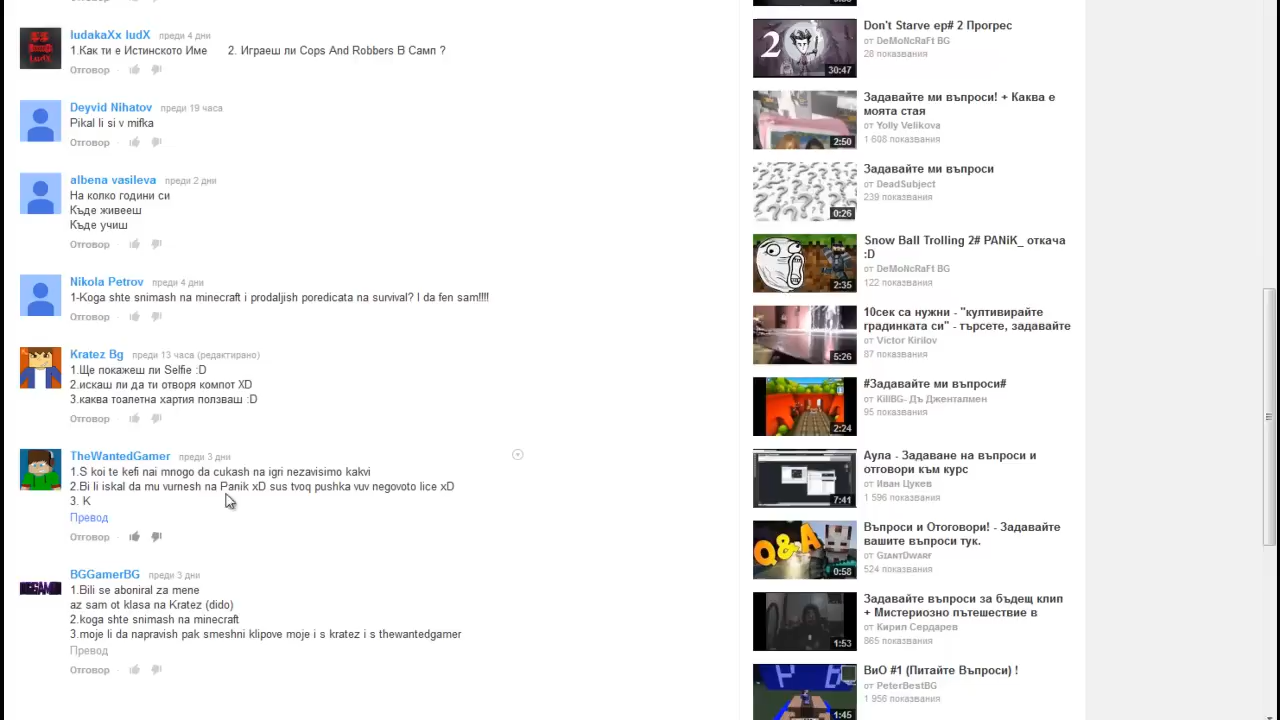 ludakaXx ludX преди 4 дни
1.Как ти е Истинското Име 2. Играеш ли Cops And Robbers В Самп ?
Отговор
Deyvid Nihatov преди 19 часа
Pikal li si v mifka
Отговор
albena vasileva преди 2 дни
На колко години си
Къде живееш
Къде учиш
Отговор
Nikola Petrov преди 4 дни
1-Koga shte snimash na minecraft i prodaljish poredicata na survival? I da fen sam!!!!
Отговор
Kratez Bg преди 13 часа (редактирано)
1.Ще покажеш ли Selfie :D
2.искаш ли да ти отворя компот XD
3.каква тоалетна хартия ползваш :D
Отговор
TheWantedGamer преди 3 дни
1.S koi te kefi nai mnogo da cukash na igri nezavisimo kakvi
2.Bi li iskal da mu vurnesh na Panik xD sus tvoq pushka vw negovoto lice xD
3. K
Превод
Отговор
BGGamerBG преди 3 дни
1.Bili se aboniral za mene
az sam ot klasa na Kratez (dido)
2.koga shte snimash na minecraft
3.moje li da napravish pak smeshni klipove moje i s kratez i s thewantedgamer
Превод
Отговор
2
30:47
Don't Starve ep# 2 Прогрес
от DeMoNcRaFt BG
28 показвания
2:50
Задавайте ми въпроси! + Каква е
моята стая
от Yolly Velikova
1 608 показвания
0:26
Задавайте ми въпроси
от DeadSubject
239 показвания
2:35
Snow Ball Trolling 2# PANiK_ откача
:D
от DeMoNcRaFt BG
122 показвания
5:26
10сек са нужни - "култивирайте
градинката си" - търсете, задавайте
от Victor Kirilov
87 показвания
2:24
#Задавайте ми въпроси#
от KillBG- Дъ Дженталмен
95 показвания
7:41
Аула - Задаване на въпроси и
отговори към курс
от Иван Цукев
1 596 показвания
Q&A
0:58
Въпроси и Отоговори! - Задавайте
вашите въпроси тук.
от GiantDwarf
524 показвания
1:53
Задавайте въпроси за бъдещ клип
+ Мистериозно пътешествие в
от Кирил Сердарев
865 показвания
1:45
ВиО #1 (Питайте Въпроси) !
от PeterBestBG
1 956 показвания